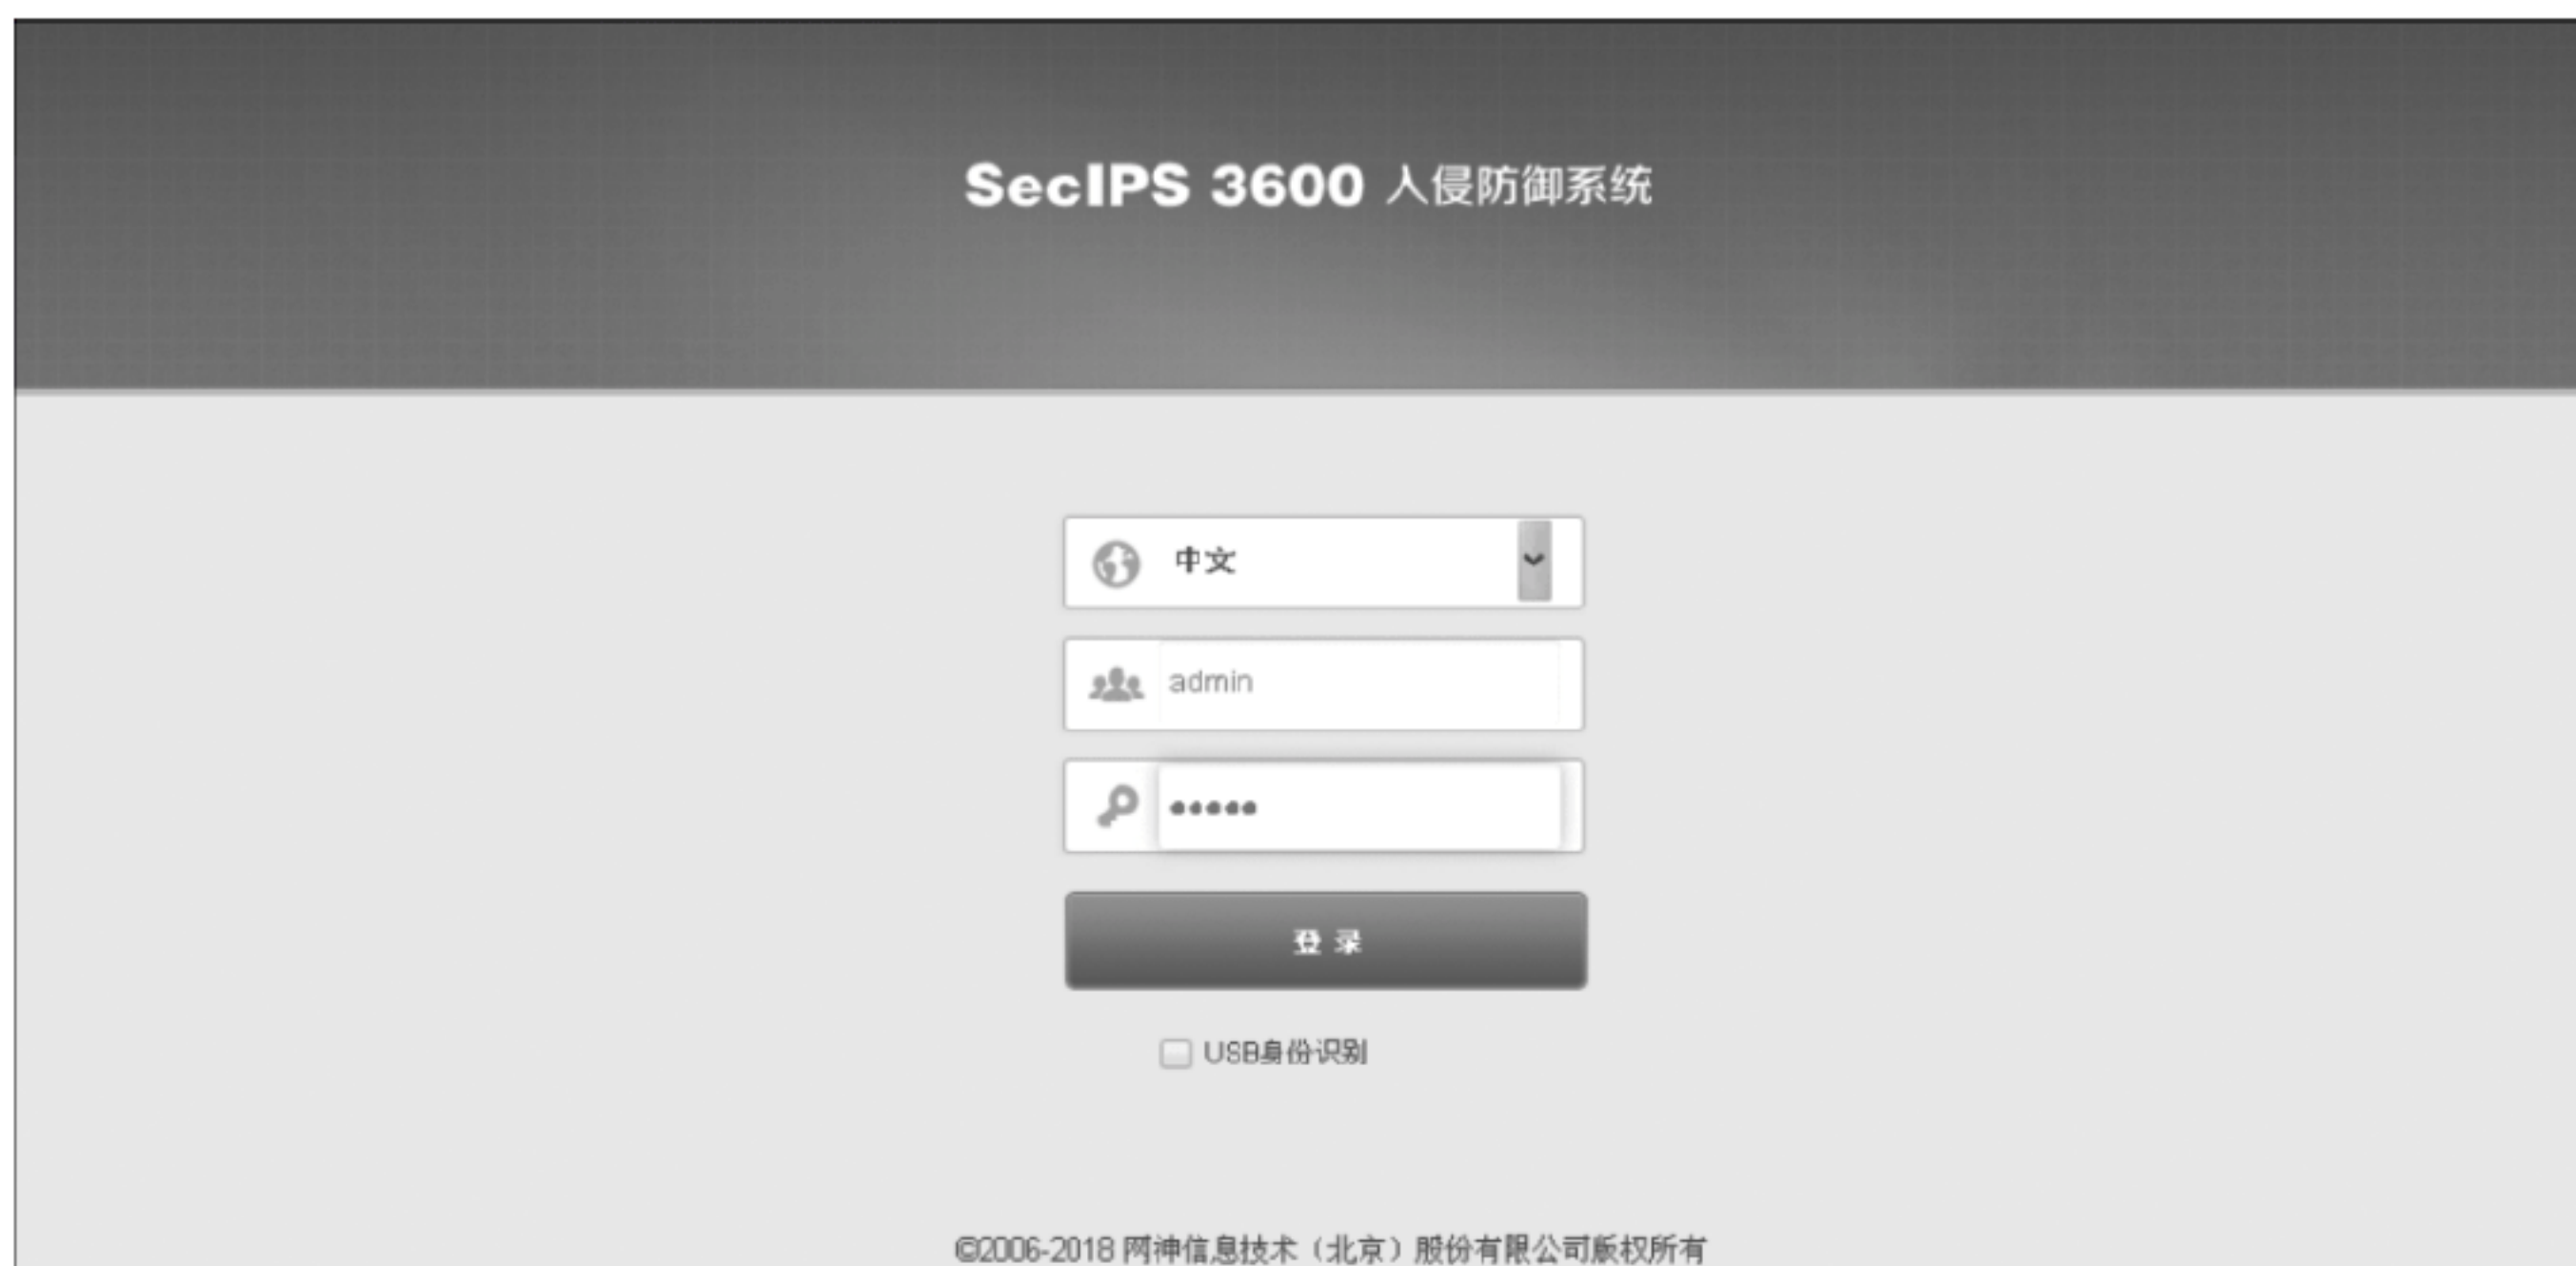 SecIPS 3600 入侵防御系统
中文
admin
•••••
登 录
USB身份识别
©2006-2018 网神信息技术（北京）股份有限公司版权所有